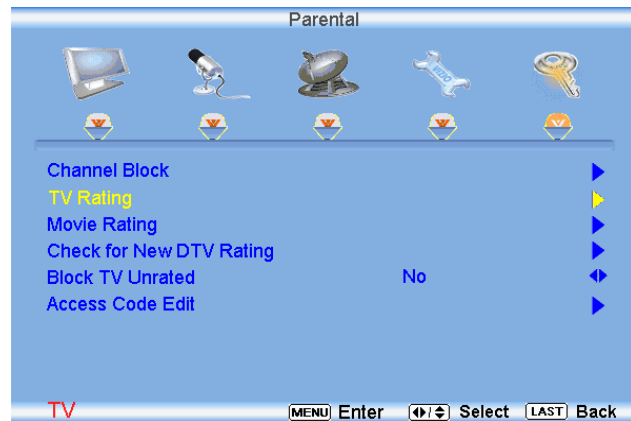 Parental
Channel Block
TV Rating
Movie Rating
Check for New DTV Rating
Block TV Unrated No
Access Code Edit
TV MENU Enter Select LAST Back